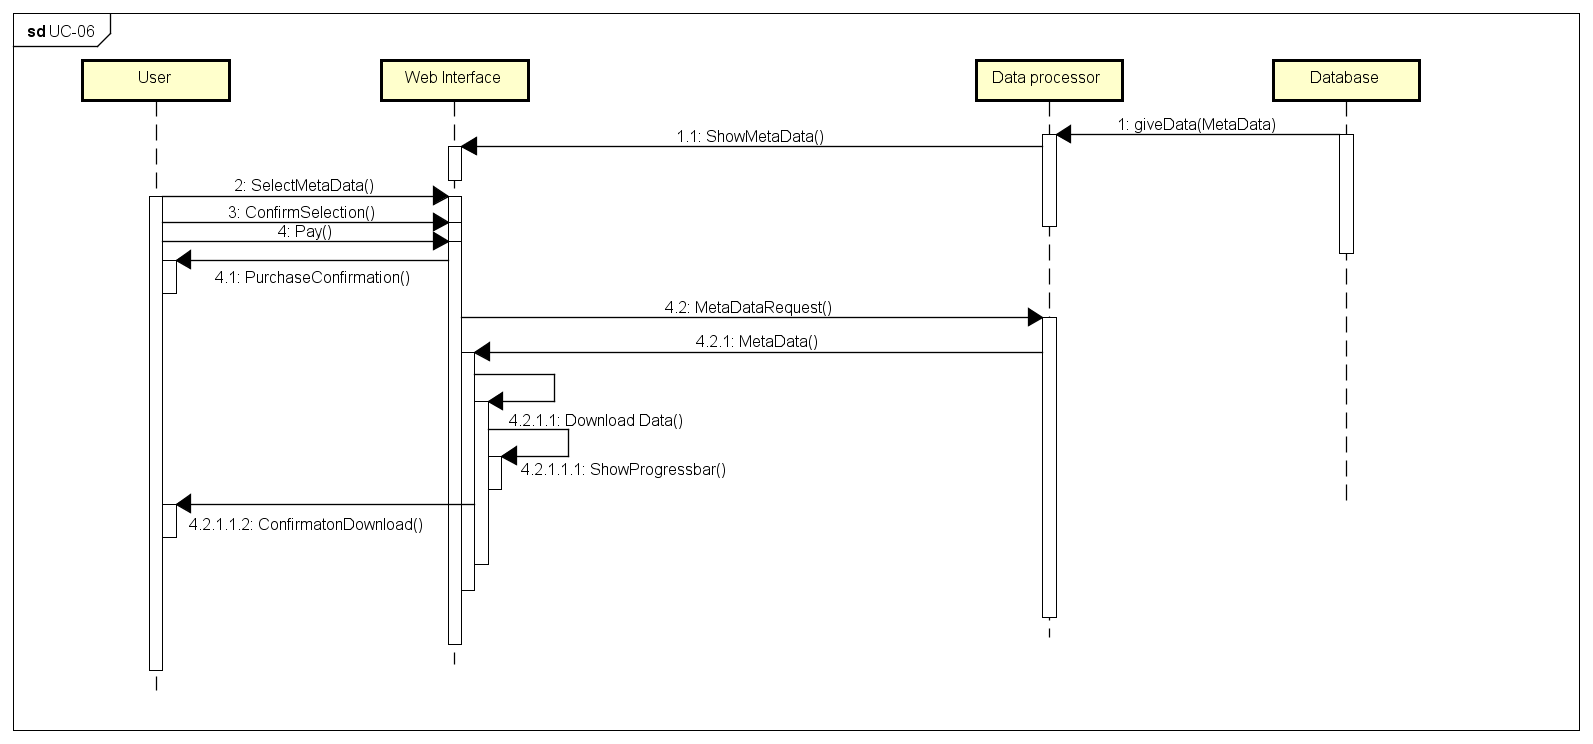 sd UC-06
User
Web Interface
Data processor
Database
1: giveData(MetaData)
1.1: ShowMetaData()
2: SelectMetaData()
3: ConfirmSelection()
4: Pay()
4.1: PurchaseConfirmation()
4.2: MetaDataRequest()
4.2.1: MetaData()
4.2.1.1: Download Data()
4.2.1.1.1: ShowProgressbar()
4.2.1.1.2: ConfirmatonDownload()